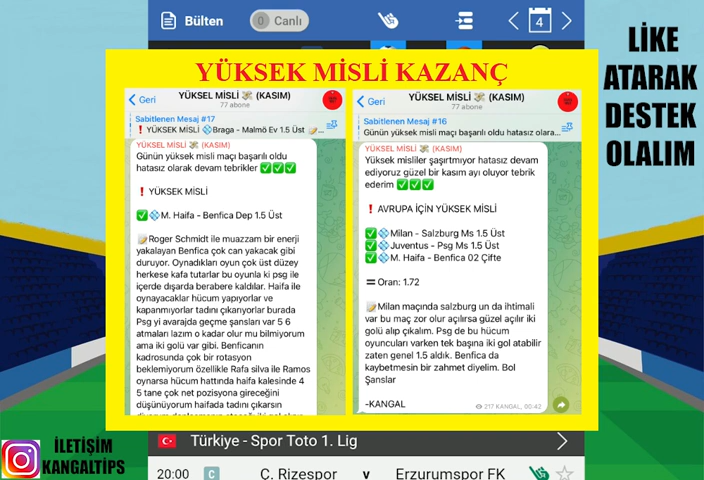 Bülten
0 Canlı
4
LİKE
ATARAK
DESTEK
OLALIM
YÜKSEK MİSLİ KAZANÇ
Geri
YÜKSEL MİSLİ 💸 (KASIM)
77 abone
Sabitlenen Mesaj #17
❗ YÜKSEK MİSLİ 💠Braga - Malmö Ev 1.5 Üst 📝...
YÜKSEL MİSLİ 💸 (KASIM)
Günün yüksek misli maçı başarılı oldu
hatasız olarak devam tebrikler ✅✅✅
❗ YÜKSEK MİSLİ
✅💠M. Haifa - Benfica Dep 1.5 Üst
📝Roger Schmidt ile muazzam bir enerji
yakalayan Benfica çok can yakacak gibi
duruyor. Oynadıkları oyun çok üst düzey
herkese kafa tutarlar bu oyunla ki psg ile
içerde dışarda berabere kaldılar. Haifa ile
oynayacaklar hücum yapıyorlar ve
kapanmıyorlar tadını çıkarıyorlar burada
Psg yi avarajda geçme şansları var 5 6
atmaları lazım o kadar olur mu bilmiyorum
ama iki golü var gibi. Benficanın
kadrosunda çok bir rotasyon
beklemiyorum özellikle Rafa silva ile Ramos
oynarsa hücum hattında haifa kalesinde 4
5 tane çok net pozisyona gireceğini
düşünüyorum haifada tadını çıkarsın
Geri
YÜKSEL MİSLİ 💸 (KASIM)
77 abone
Sabitlenen Mesaj #16
Günün yüksek misli maçı başarılı oldu hatasız olara...
YÜKSEL MİSLİ 💸 (KASIM)
Yüksek misliler şaşırtmıyor hatasız devam
ediyoruz güzel bir kasım ayı oluyor tebrik
ederim ✅✅✅
❗ AVRUPA İÇİN YÜKSEK MİSLİ
✅💠Milan - Salzburg Ms 1.5 Üst
✅💠Juventus - Psg Ms 1.5 Üst
✅💠M. Haifa - Benfica 02 Çifte
🟰 Oran: 1.72
📝Milan maçında salzburg un da ihtimali
var bu maç zor olur açılırsa güzel açılır iki
golü alıp çıkalım. Psg de bu hücum
oyuncuları varken tek başına iki gol atabilir
zaten genel 1.5 aldık. Benfica da
kaybetmesin bir zahmet diyelim. Bol
Şanslar
-KANGAL
217 KANGAL, 00:42
Türkiye - Spor Toto 1. Lig
20:00 C Ç. Rizespor v Erzurumspor FK
İLETİŞİM
KANGALTİPS